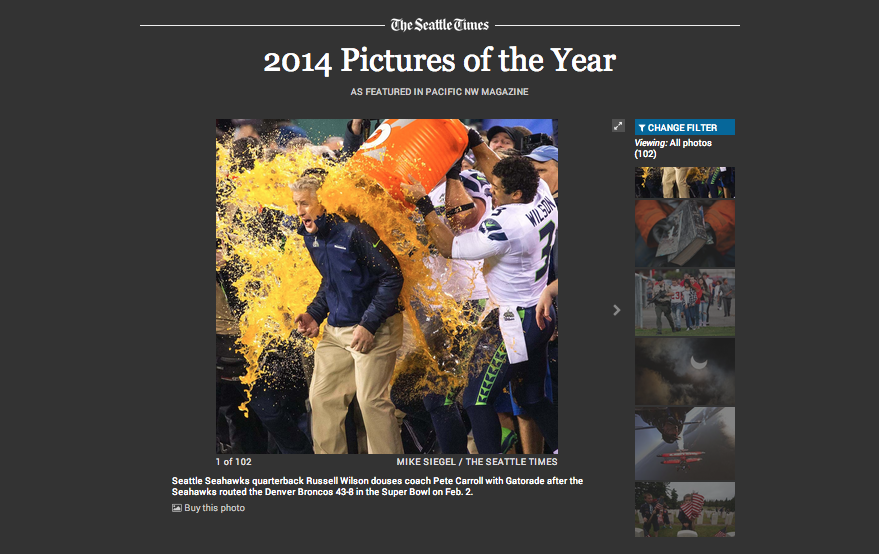 The Seattle Times
2014 Pictures of the Year
AS FEATURED IN PACIFIC NW MAGAZINE
WILSON
3
1 of 102
MIKE SIEGEL / THE SEATTLE TIMES
Seattle Seahawks quarterback Russell Wilson douses coach Pete Carroll with Gatorade after the
Seahawks routed the Denver Broncos 43-8 in the Super Bowl on Feb. 2.
Buy this photo
CHANGE FILTER
Viewing: All photos
(102)